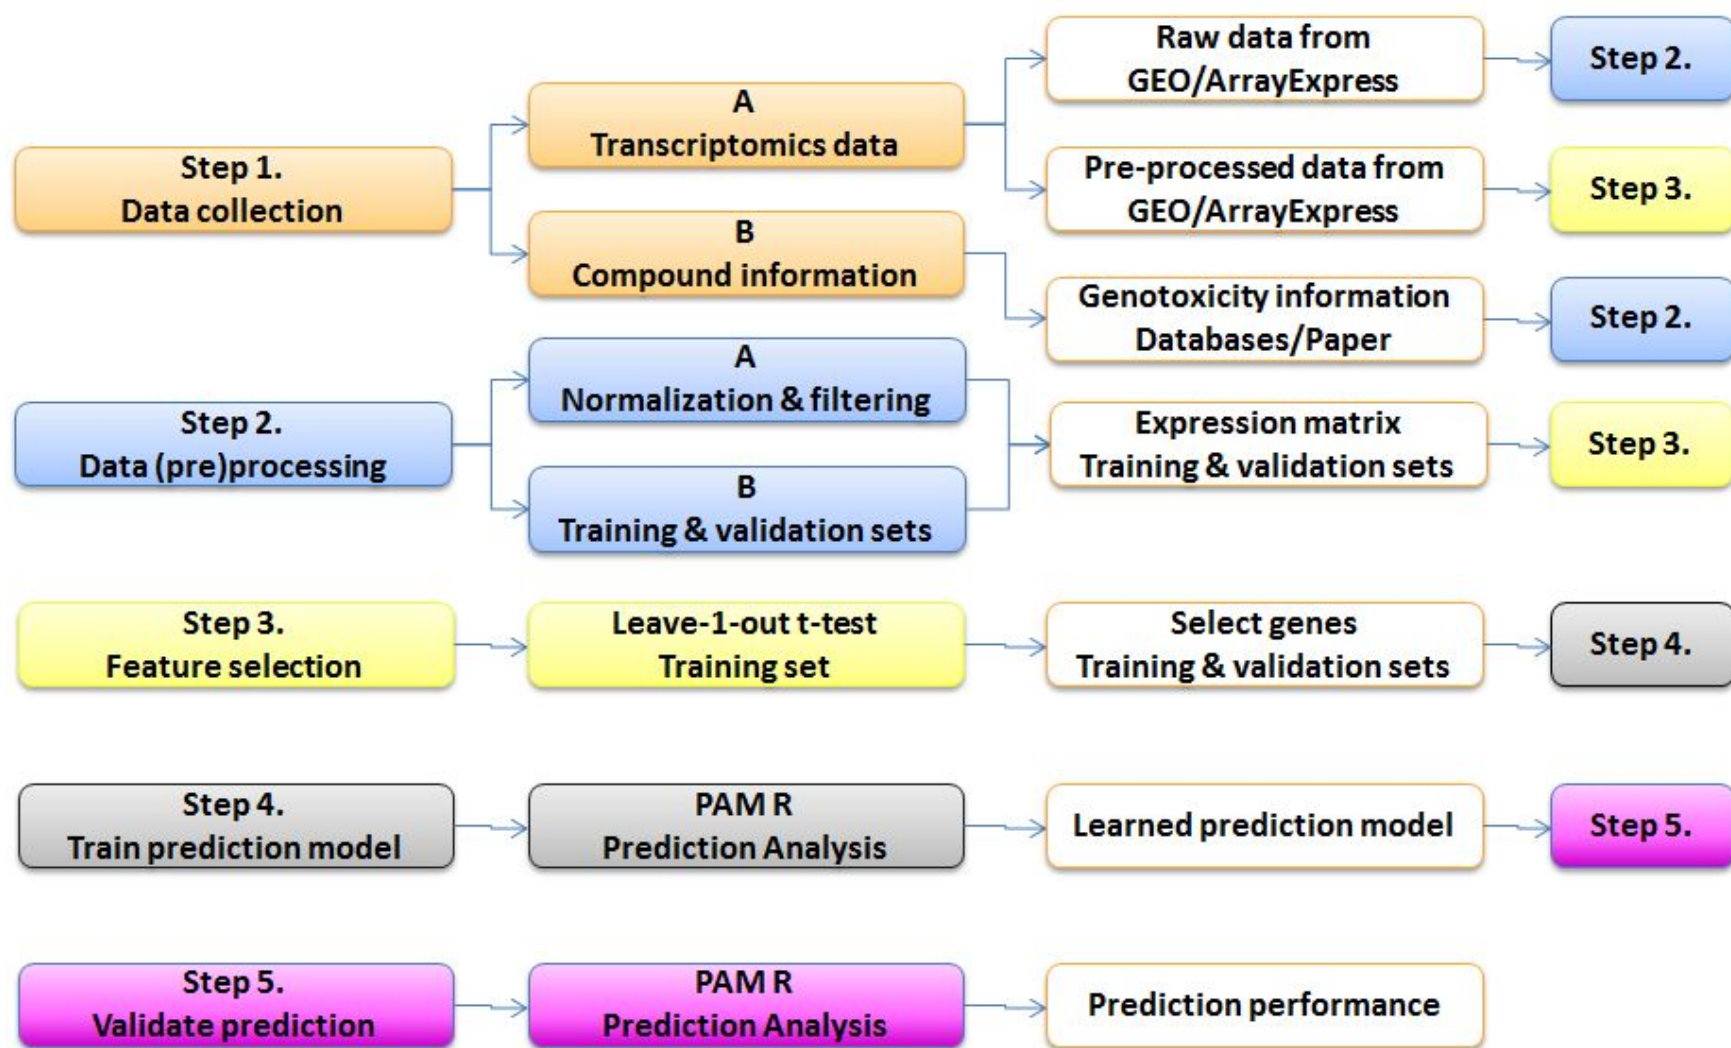 Step 1.
Data collection
A
Transcriptomics data
B
Compound information
Raw data from
GEO/ArrayExpress
Step 2.
Pre-processed data from
GEO/ArrayExpress
Step 3.
Genotoxicity information
Databases/Paper
Step 2.
Step 2.
Data (pre)processing
A
Normalization & filtering
B
Training & validation sets
Expression matrix
Training & validation sets
Step 3.
Step 3.
Feature selection
Leave-1-out t-test
Training set
Select genes
Training & validation sets
Step 4.
Step 4.
Train prediction model
PAM R
Prediction Analysis
Learned prediction model
Step 5.
Step 5.
Validate prediction
PAM R
Prediction Analysis
Prediction performance